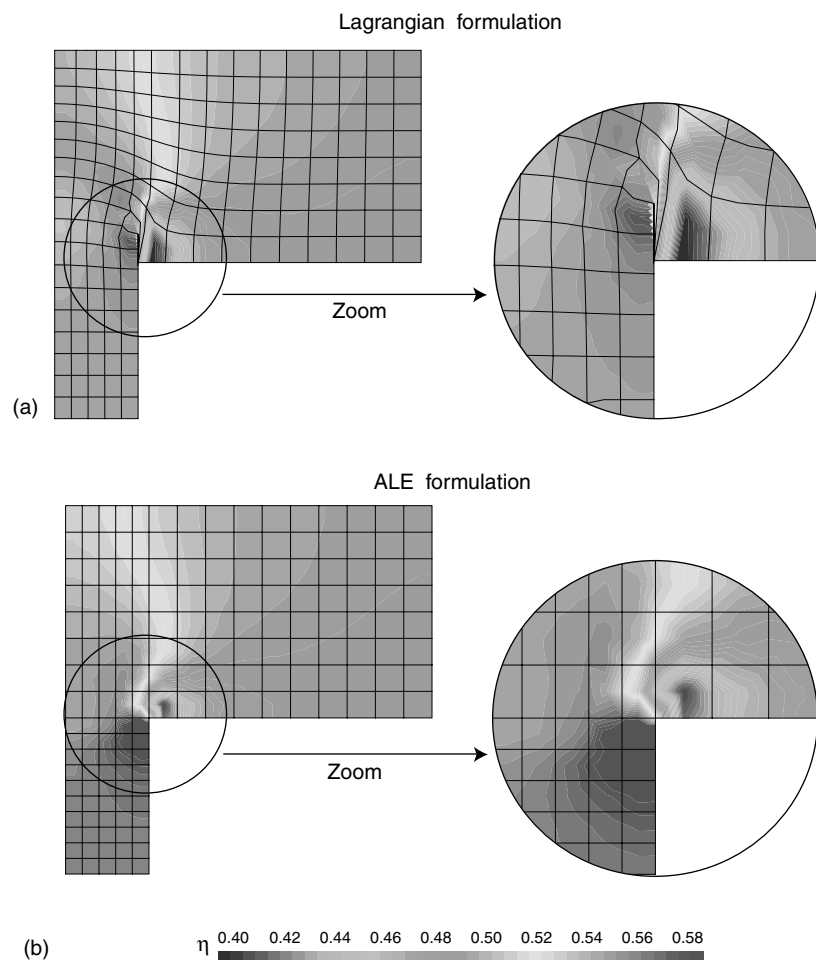 Lagrangian formulation
Zoom
(a)
ALE formulation
Zoom
(b)
η 0.40 0.42 0.44 0.46 0.48 0.50 0.52 0.54 0.56 0.58